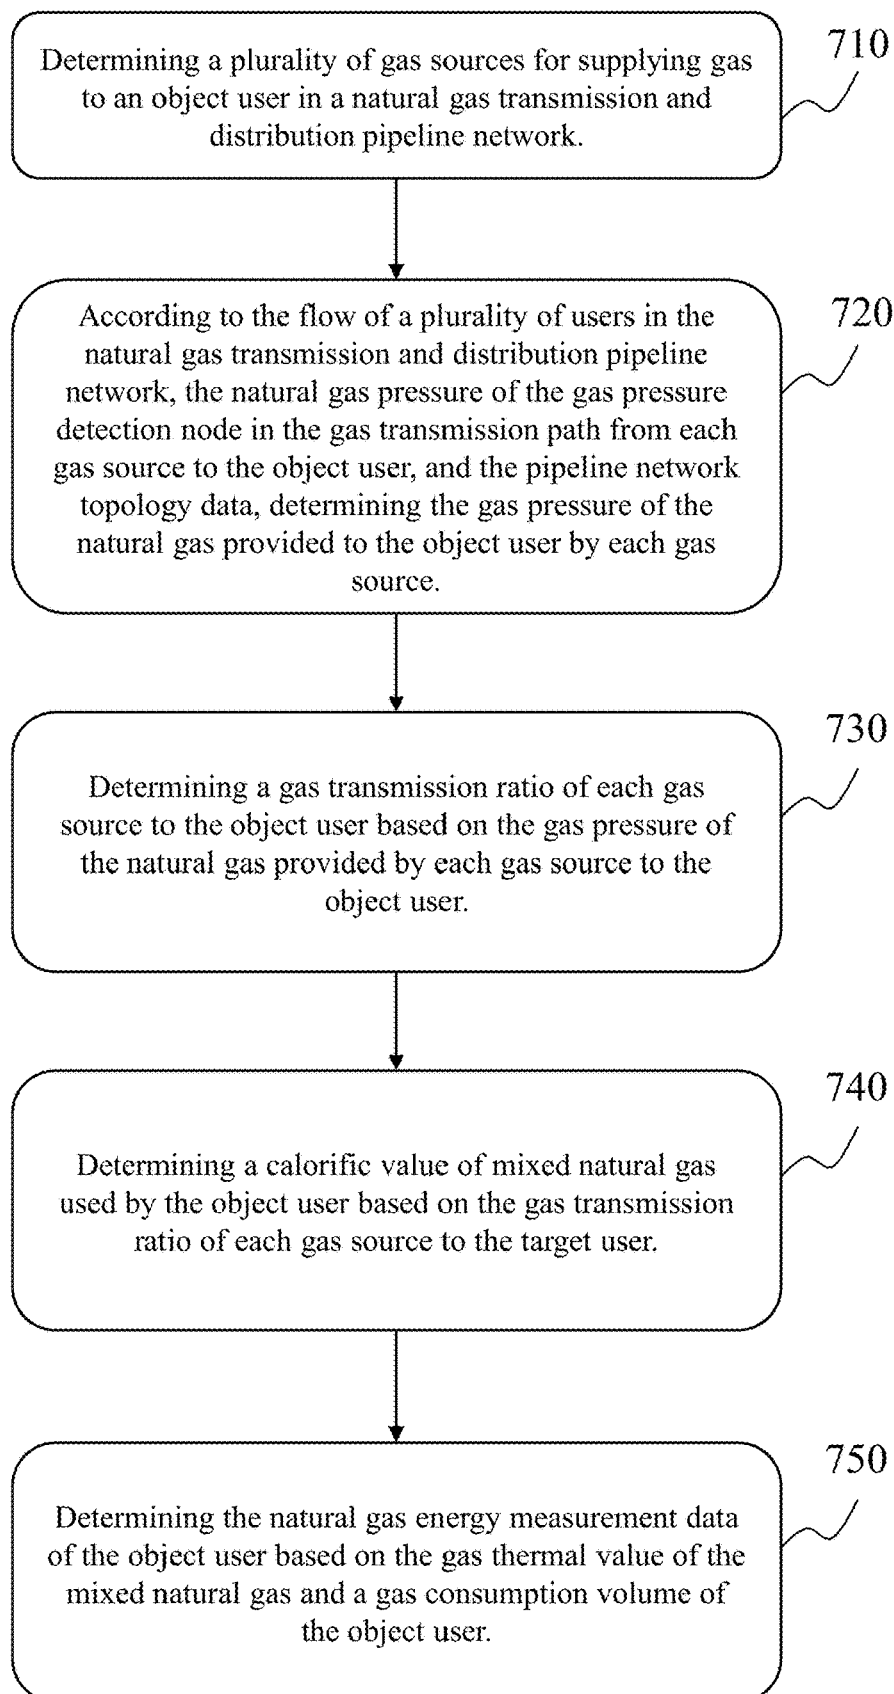 710
Determining a plurality of gas sources for supplying gas
to an object user in a natural gas transmission and
distribution pipeline network.
720
According to the flow of a plurality of users in the
natural gas transmission and distribution pipeline
network, the natural gas pressure of the gas pressure
detection node in the gas transmission path from each
gas source to the object user, and the pipeline network
topology data, determining the gas pressure of the
natural gas provided to the object user by each gas
source.
730
Determining a gas transmission ratio of each gas
source to the object user based on the gas pressure of
the natural gas provided by each gas source to the
object user.
740
Determining a calorific value of mixed natural gas
used by the object user based on the gas transmission
ratio of each gas source to the target user.
750
Determining the natural gas energy measurement data
of the object user based on the gas thermal value of the
mixed natural gas and a gas consumption volume of
the object user.